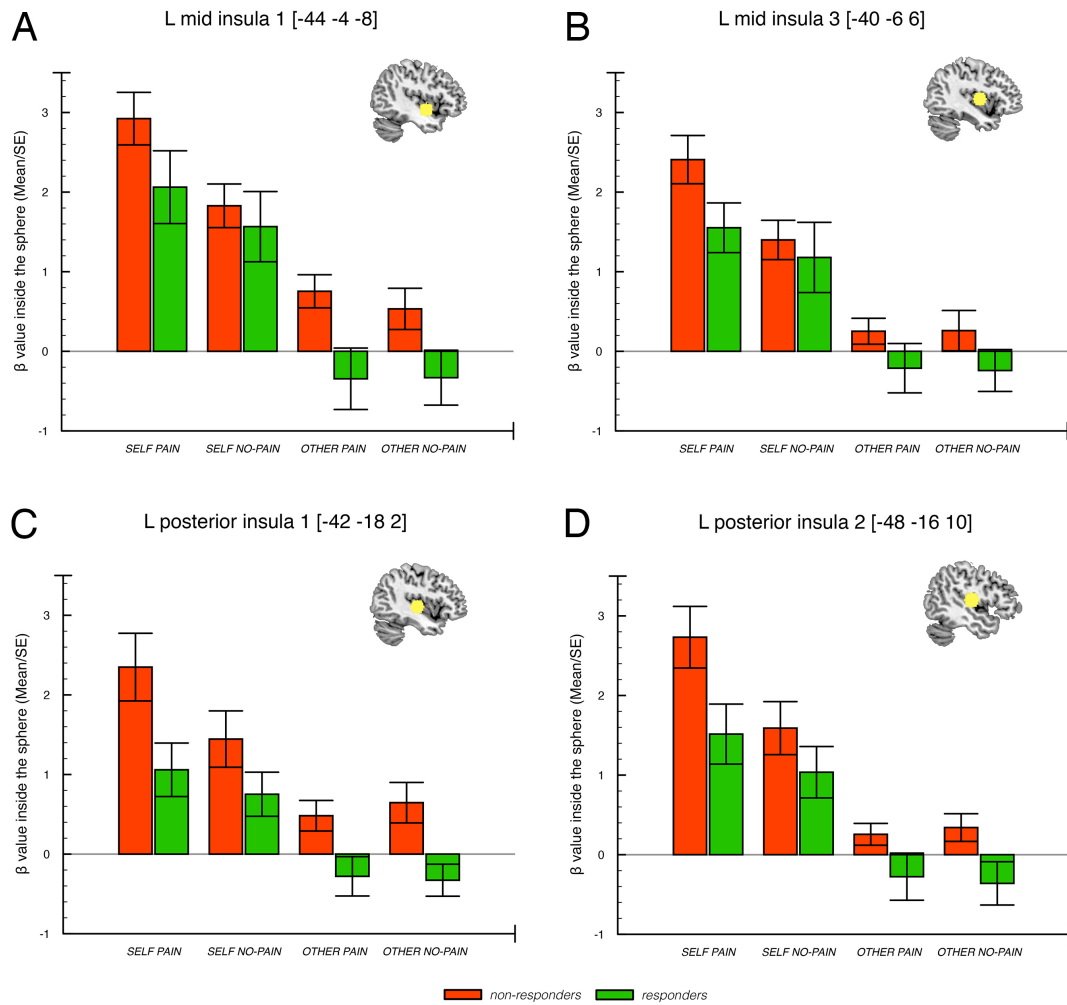 A
L mid insula 1 [-44 -4 -8]
β value inside the sphere (Mean/SE)
3
2
1
0
-1
SELF PAIN
SELF NO-PAIN
OTHER PAIN
OTHER NO-PAIN
B
L mid insula 3 [-40 -6 6]
β value inside the sphere (Mean/SE)
3
2
1
0
-1
SELF PAIN
SELF NO-PAIN
OTHER PAIN
OTHER NO-PAIN
C
L posterior insula 1 [-42 -18 2]
β value inside the sphere (Mean/SE)
3
2
1
0
-1
SELF PAIN
SELF NO-PAIN
OTHER PAIN
OTHER NO-PAIN
D
L posterior insula 2 [-48 -16 10]
β value inside the sphere (Mean/SE)
3
2
1
0
-1
SELF PAIN
SELF NO-PAIN
OTHER PAIN
OTHER NO-PAIN
non-responders
responders